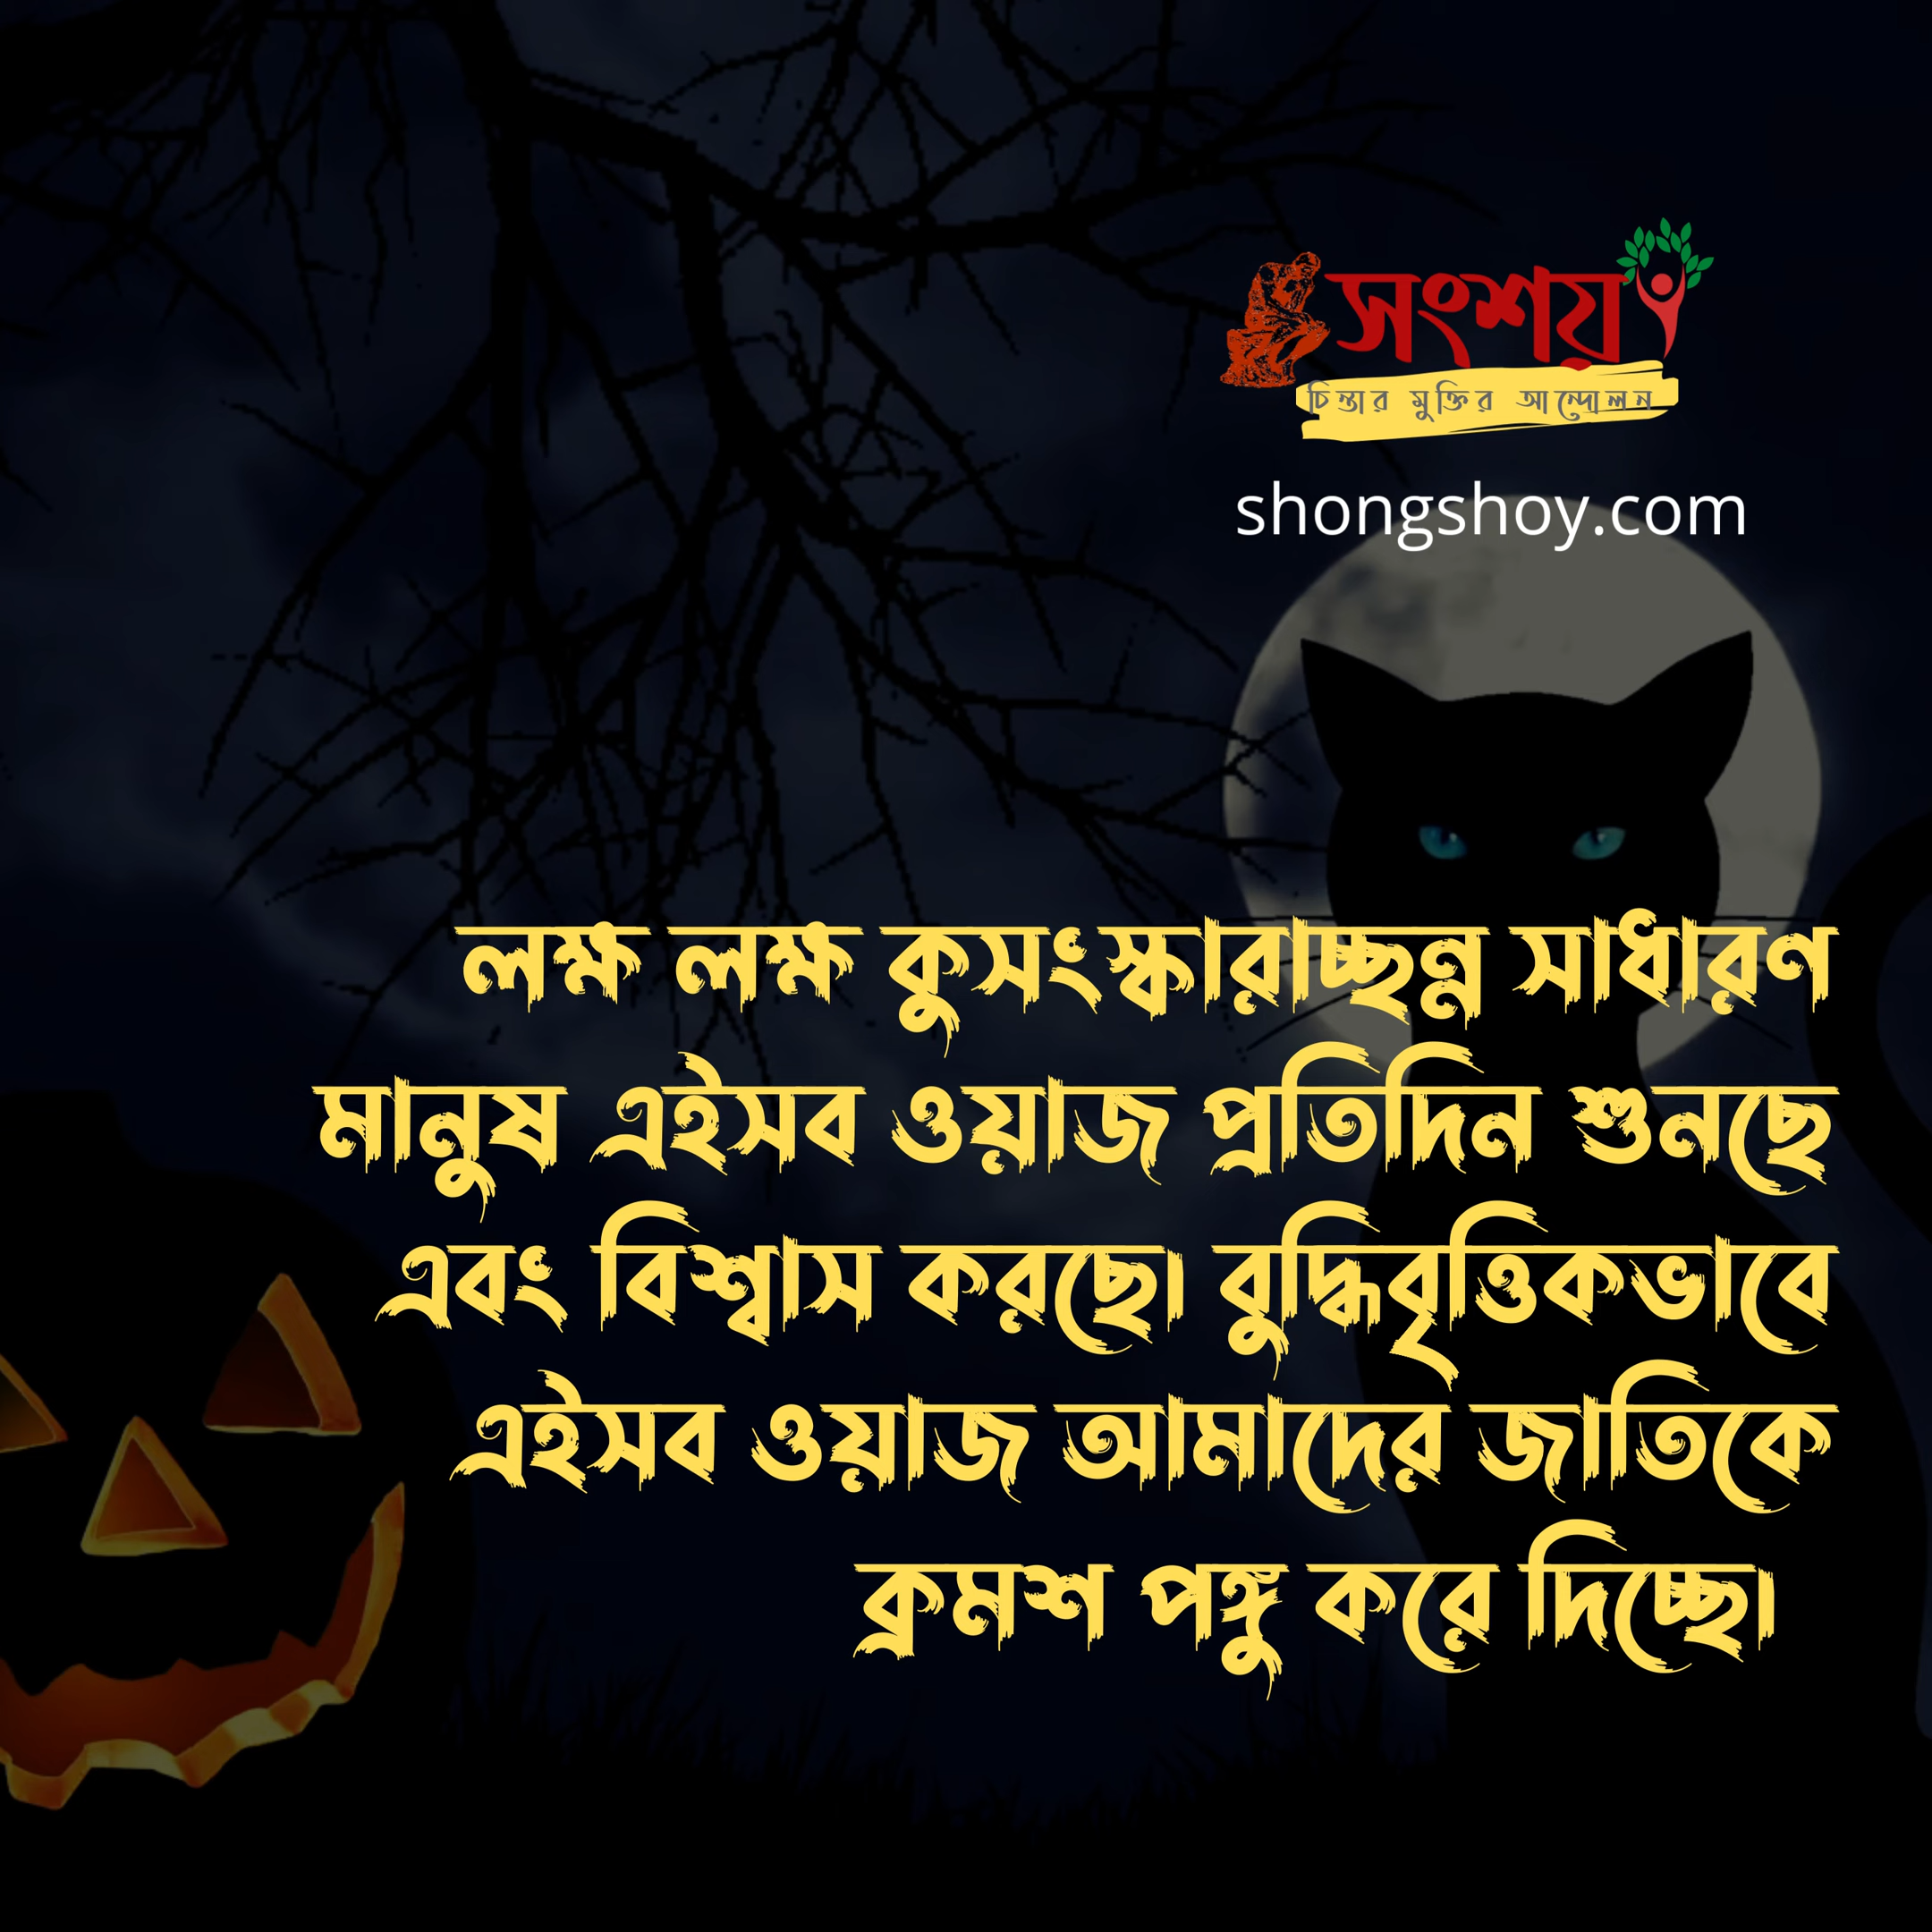 সংশয়
চিন্তার মুক্তির আন্দোলন
shongshoy.com
লক্ষ লক্ষ কুসংস্কারাচ্ছন্ন সাধারণ
মানুষ এইসব ওয়াজ প্রতিদিন শুনছে
এবং বিশ্বাস করছে। বুদ্ধিবৃত্তিকভাবে
এইসব ওয়াজ আমাদের জাতিকে
ক্রমশ পঙ্গু করে দিচ্ছে।